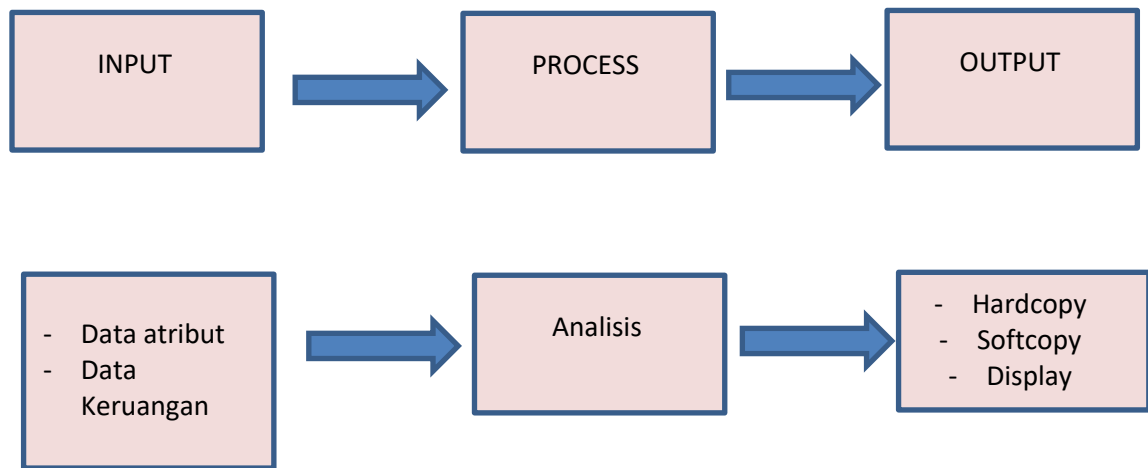 INPUT
PROCESS
OUTPUT
- Data atribut
- Data
Keruangan
Analisis
- Hardcopy
- Softcopy
- Display